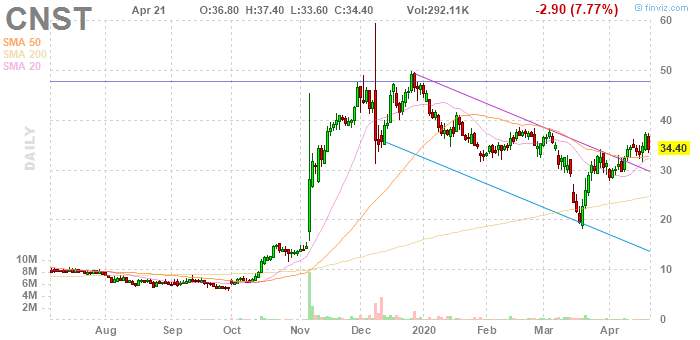 CNST
Apr 21 O:36.80 H:37.40 L:33.60 C:34.40 Vol:292.11K -2.90 (7.77%)
© finviz.com
SMA 50
SMA 200
SMA 20
DAILY
60
50
40
34.40
30
20
10
0
10M
8M
6M
4M
2M
Aug Sep Oct Nov Dec 2020 Feb Mar Apr